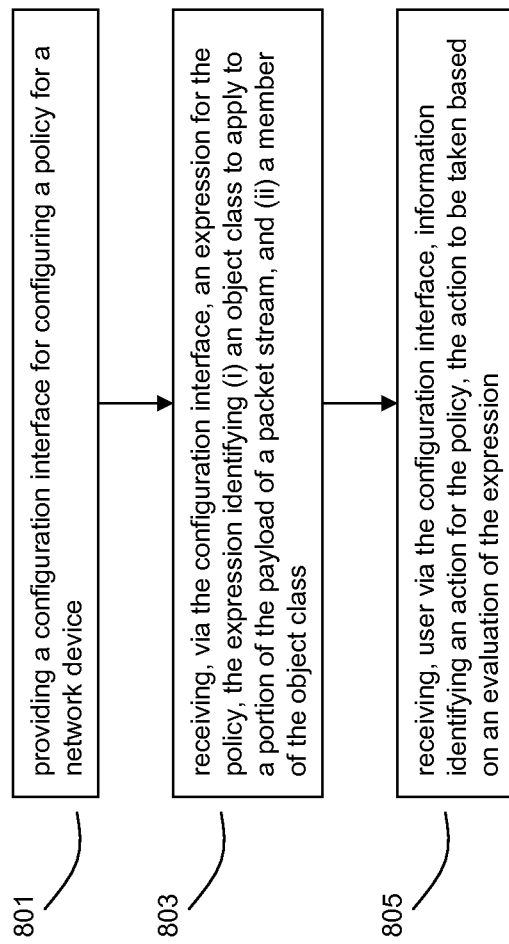 801
providing a configuration interface for configuring a policy for a
network device
803
receiving, via the configuration interface, an expression for the
policy, the expression identifying (i) an object class to apply to
a portion of the payload of a packet stream, and (ii) a member
of the object class
805
receiving, user via the configuration interface, information
identifying an action for the policy, the action to be taken based
on an evaluation of the expression